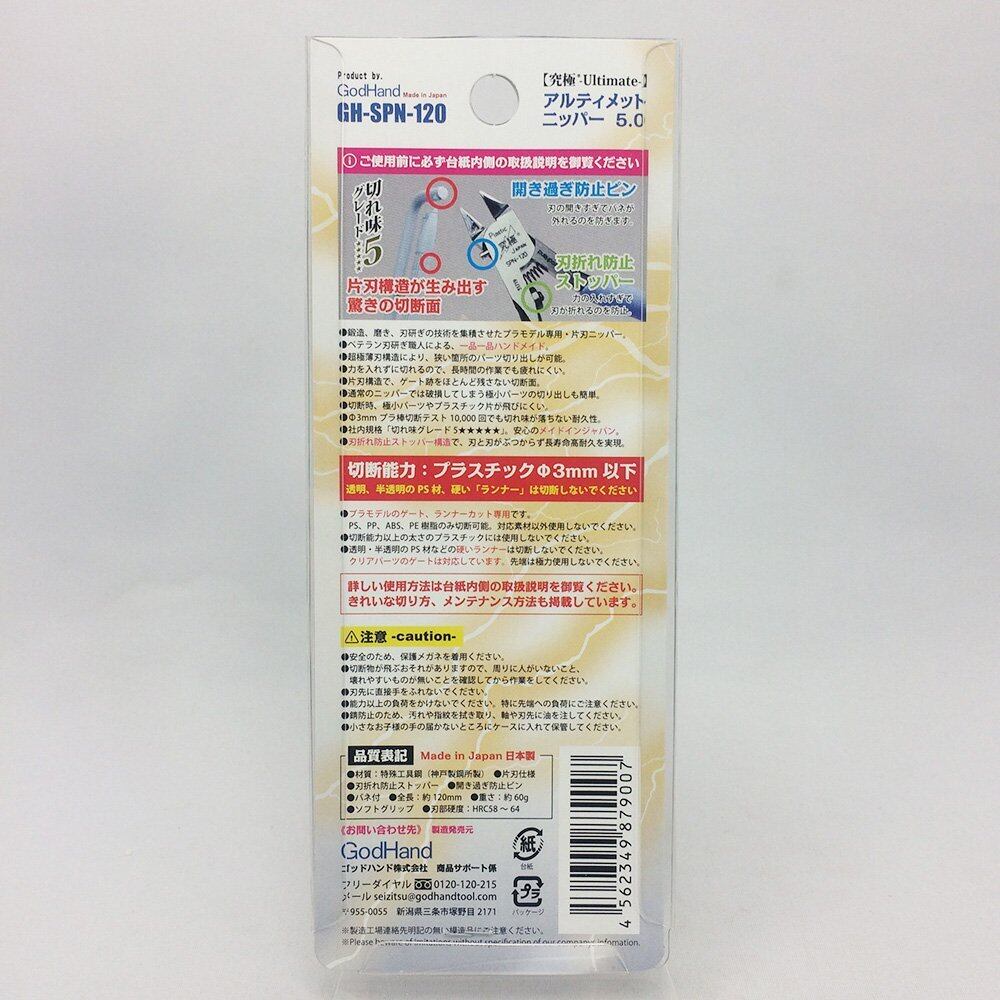 Product by.
GodHand Made in Japan
GH-SPN-120
【究極®-Ultimate-】
アルティメット
ニッパー 5.0
ご使用前に必ず台紙内側の取扱説明を御覧ください
切れ味
グレード
5
★★★★★
開き過ぎ防止ピン
刃の開きすぎでバネが
外れるのを防ぎます。
Plastic
究極
JAPAN
SPN-120
刃折れ防止
ストッパー
力の入れすぎで
刃が折れるのを防止。
片刃構造が生み出す
驚きの切断面
●鍛造、磨き、刃研ぎの技術を集積させたプラモデル専用・片刃ニッパー。
●ベテラン刃研ぎ職人による、一品一品ハンドメイド。
●超極薄刃構造により、狭い箇所のパーツ切り出しが可能。
●力を入れずに切れるので、長時間の作業でも疲れにくい。
●片刃構造で、ゲート跡をほとんど残さない切断面。
●通常のニッパーでは破損してしまう極小パーツの切り出しも簡単。
●切断時、極小パーツやプラスチック片が飛びにくい。
●Φ3mm プラ棒切断テスト 10,000 回でも切れ味が落ちない耐久性。
●社内規格「切れ味グレード 5★★★★★」。安心のメイドインジャパン。
●刃折れ防止ストッパー構造で、刃と刃がぶつからず長寿命高耐久を実現。
切断能力：プラスチックΦ3mm 以下
透明、半透明の PS 材、硬い「ランナー」は切断しないでください
●プラモデルのゲート、ランナーカット専用です。
PS、PP、ABS、PE 樹脂のみ切断可能。対応素材以外使用しないでください。
●切断能力以上の太さのプラスチックには使用しないでください。
●透明・半透明の PS 材などの硬いランナーは切断しないでください。
クリアパーツのゲートは対応しています。先端は極力使用しないでください。
詳しい使用方法は台紙内側の取扱説明を御覧ください。
きれいな切り方、メンテナンス方法も掲載しています。
⚠注意 -caution-
●安全のため、保護メガネを着用ください。
●切断物が飛ぶおそれがありますので、周りに人がいないこと、
壊れやすいものが無いことを確認してから作業をしてください。
●刃先に直接手をふれないでください。
●能力以上の負荷をかけないでください。特に先端への負荷にご注意ください。
●錆防止のため、汚れや指紋を拭き取り、軸や刃先に油を注してください。
●小さなお子様の手の届かないところにケースに入れて保管してください。
品質表記 Made in Japan 日本製
●材質：特殊工具鋼（神戸製鋼所製） ●片刃仕様
●刃折れ防止ストッパー ●開き過ぎ防止ピン
●バネ付 ●全長：約 120mm ●重さ：約 60g
●ソフトグリップ ●刃部硬度：HRC58 ～ 64
《お問い合わせ先》 製造発売元
GodHand
ゴッドハンド株式会社 商品サポート係
フリーダイヤル 0120-120-215
メール seizitsu@godhandtool.com
〒955-0055 新潟県三条市塚野目 2171
紙
台紙
プラ
パッケージ
4 562349 879007
※製造工場連絡先明記の無い構造品にご注意ください。
※Please beware of imitations without specification of our company's infomation.